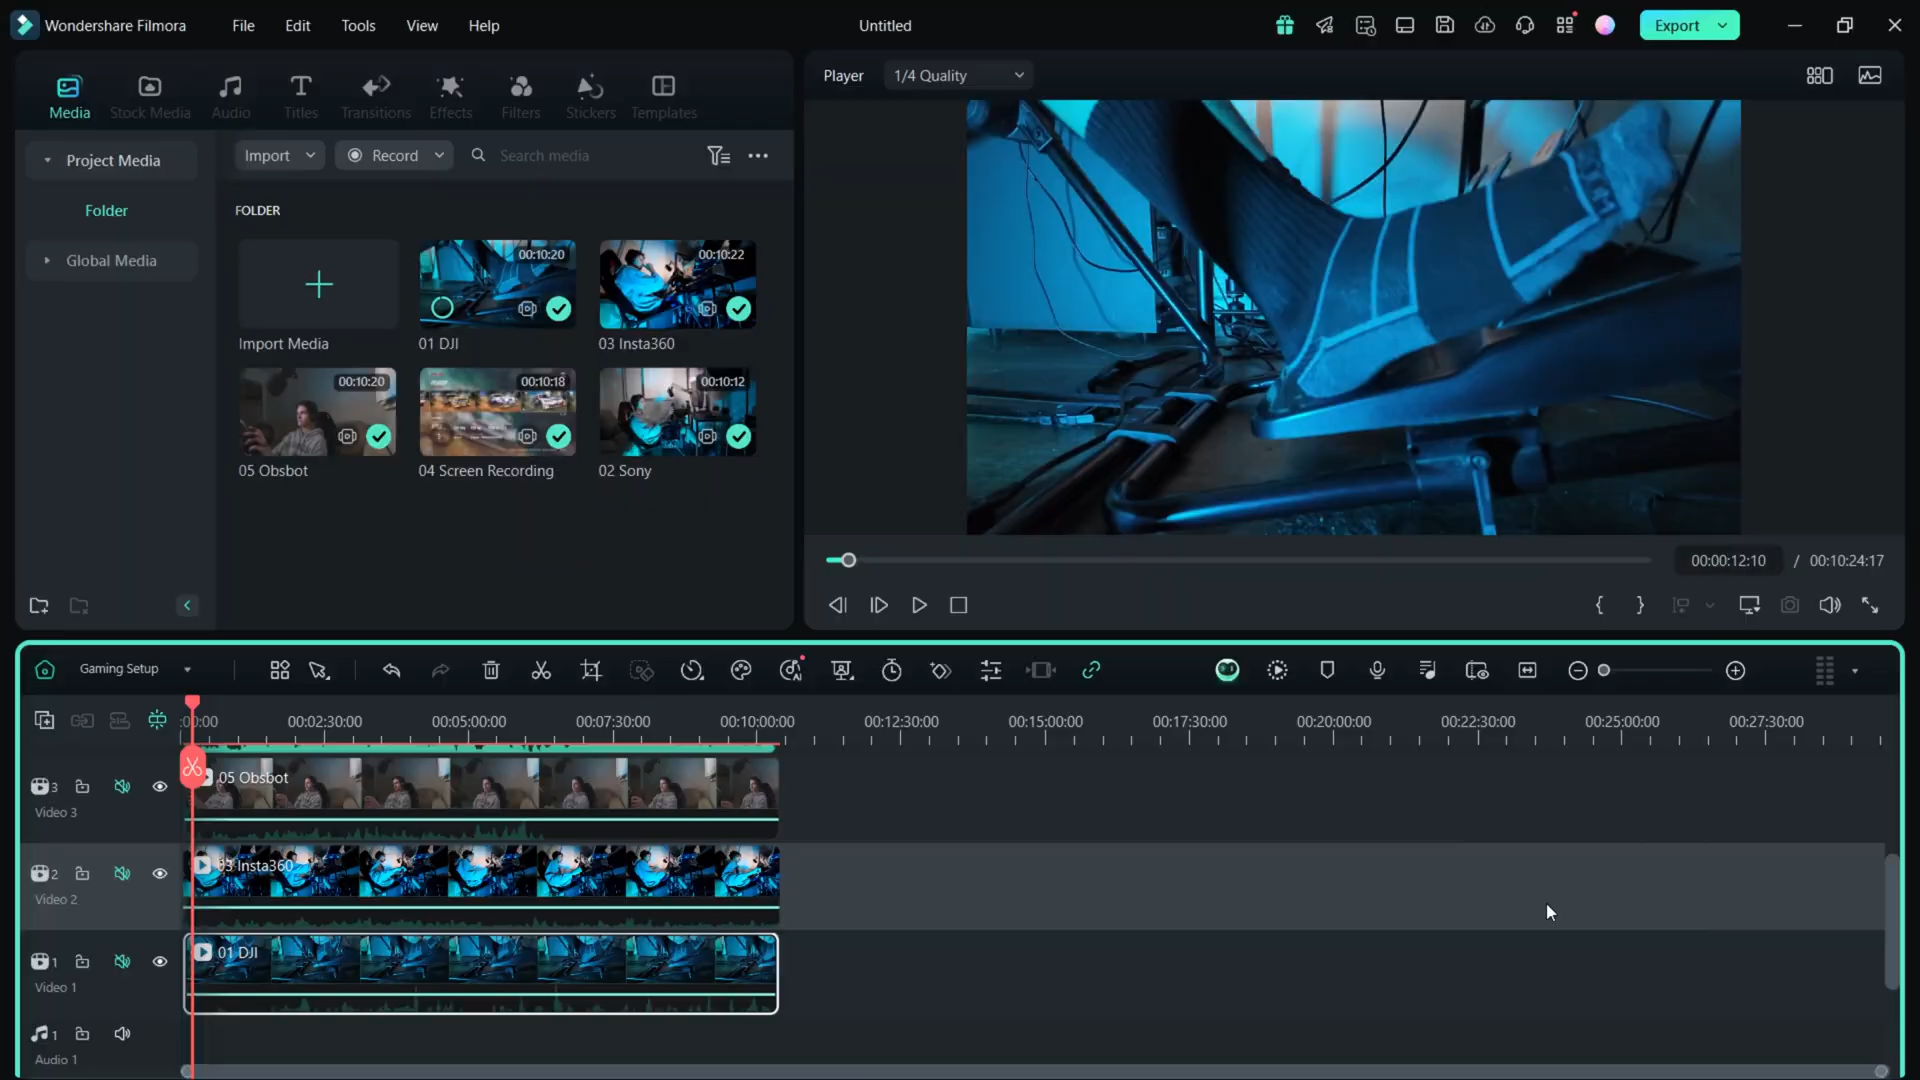 Wondershare Filmora File Edit Tools View Help Untitled Export
Media Stock Media Audio Titles Transitions Effects Filters Stickers Templates
Player 1/4 Quality
Project Media
Folder
Global Media
Import Record Search media
FOLDER
Import Media
00:10:20
01 DJI
00:10:22
03 Insta360
00:10:20
05 Obsbot
00:10:18
04 Screen Recording
00:10:12
02 Sony
00:00:12:10 / 00:10:24:17
Gaming Setup
:00:00 00:02:30:00 00:05:00:00 00:07:30:00 00:10:00:00 00:12:30:00 00:15:00:00 00:17:30:00 00:20:00:00 00:22:30:00 00:25:00:00 00:27:30:00
3
Video 3
05 Obsbot
2
Video 2
03 Insta360
1
Video 1
01 DJI
1
Audio 1